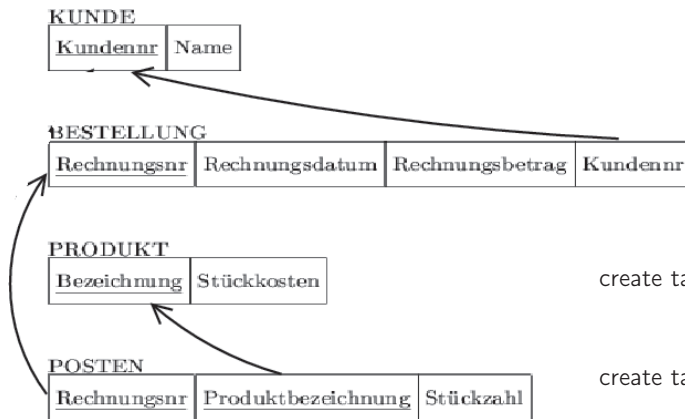 KUNDE
Kundennr Name
BESTELLUNG
Rechnungsnr Rechnungsdatum Rechnungsbetrag Kundennr
PRODUKT
Bezeichnung Stückkosten
create ta
POSTEN
create ta
Rechnungsnr Produktbezeichnung Stückzahl